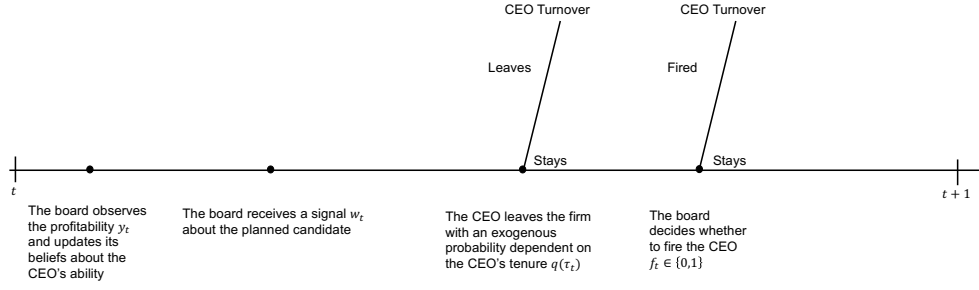 CEO Turnover
CEO Turnover
Leaves
Fired
Stays
Stays
t
t + 1
The board observes
the profitability y_t
and updates its
beliefs about the
CEO's ability
The board receives a signal w_t
about the planned candidate
The CEO leaves the firm
with an exogenous
probability dependent on
the CEO's tenure q(τ_t)
The board
decides whether
to fire the CEO
f_t ∈ {0,1}